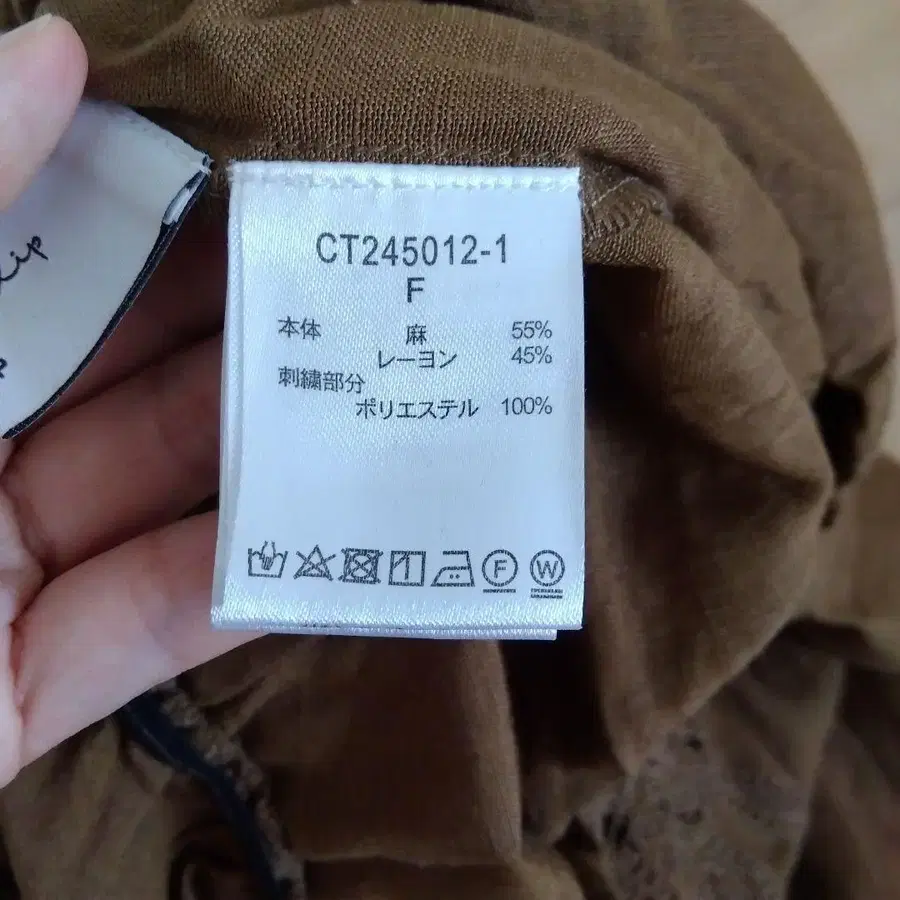 CT245012-1
F
本体 麻 55%
レーヨン 45%
刺繍部分
ポリエステル 100%
F
W